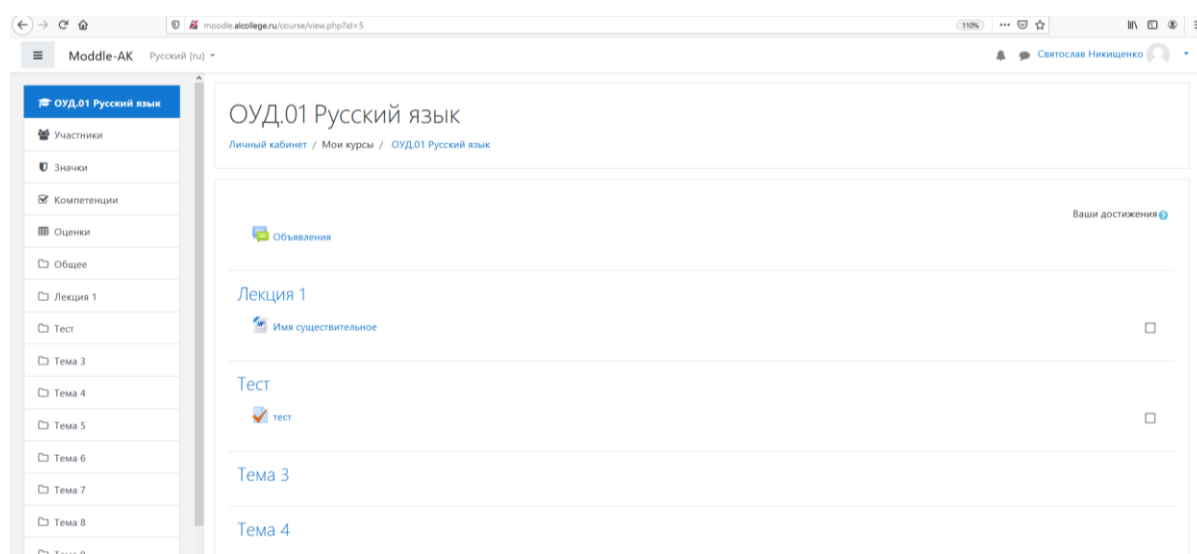 moodle.alcollege.ru/course/view.php?id=5
110%
Moddle-AK Русский (ru)
Святослав Никищенко
ОУД.01 Русский язык
Участники
Значки
Компетенции
Оценки
Общее
Лекция 1
Тест
Тема 3
Тема 4
Тема 5
Тема 6
Тема 7
Тема 8
ОУД.01 Русский язык
Личный кабинет / Мои курсы / ОУД.01 Русский язык
Ваши достижения
Объявления
Лекция 1
Имя существительное
Тест
тест
Тема 3
Тема 4